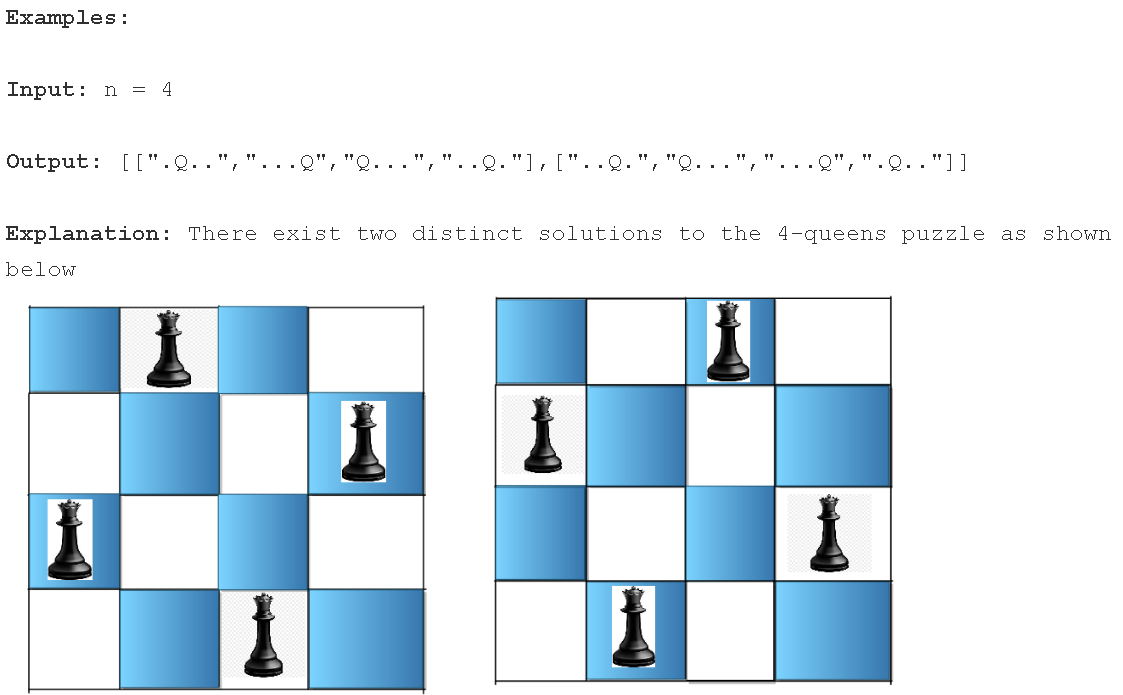 Examples:
Input: n = 4
Output: [[".Q..","...Q","Q...","..Q."],["..Q.","Q...","...Q",".Q.."]]
Explanation: There exist two distinct solutions to the 4-queens puzzle as shown
below